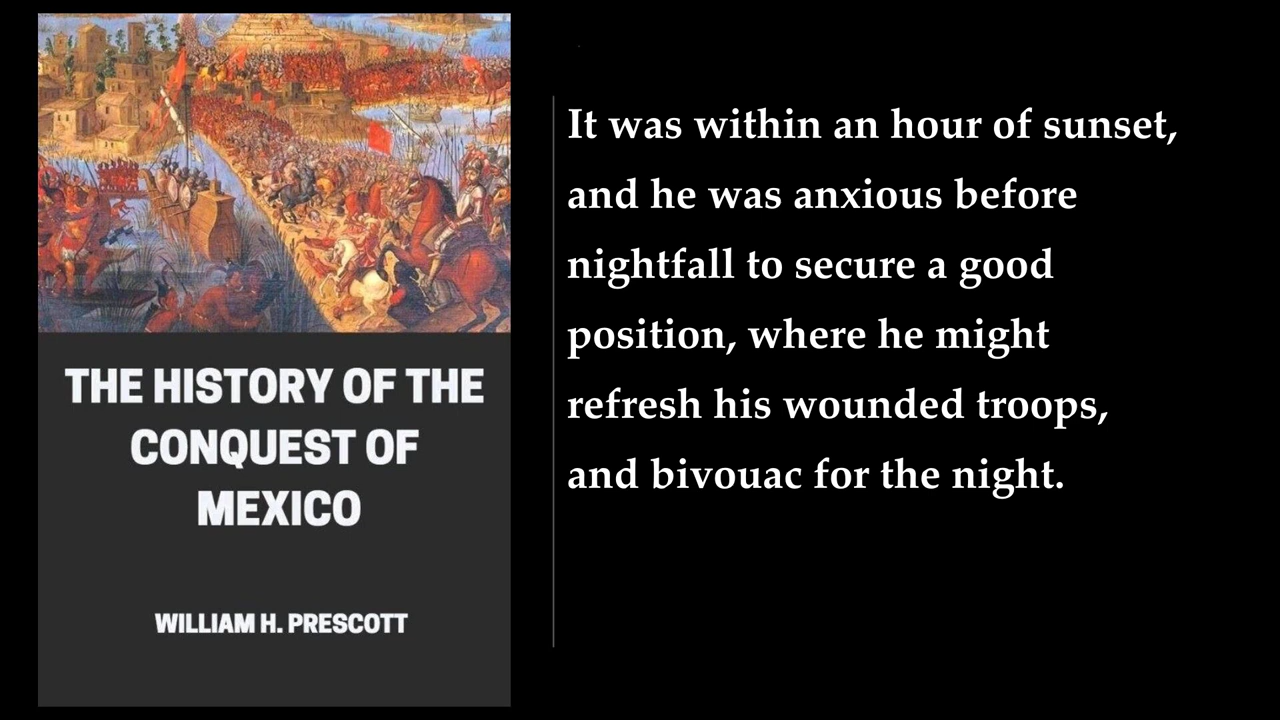 THE HISTORY OF THE
CONQUEST OF
MEXICO
WILLIAM H. PRESCOTT
It was within an hour of sunset,
and he was anxious before
nightfall to secure a good
position, where he might
refresh his wounded troops,
and bivouac for the night.